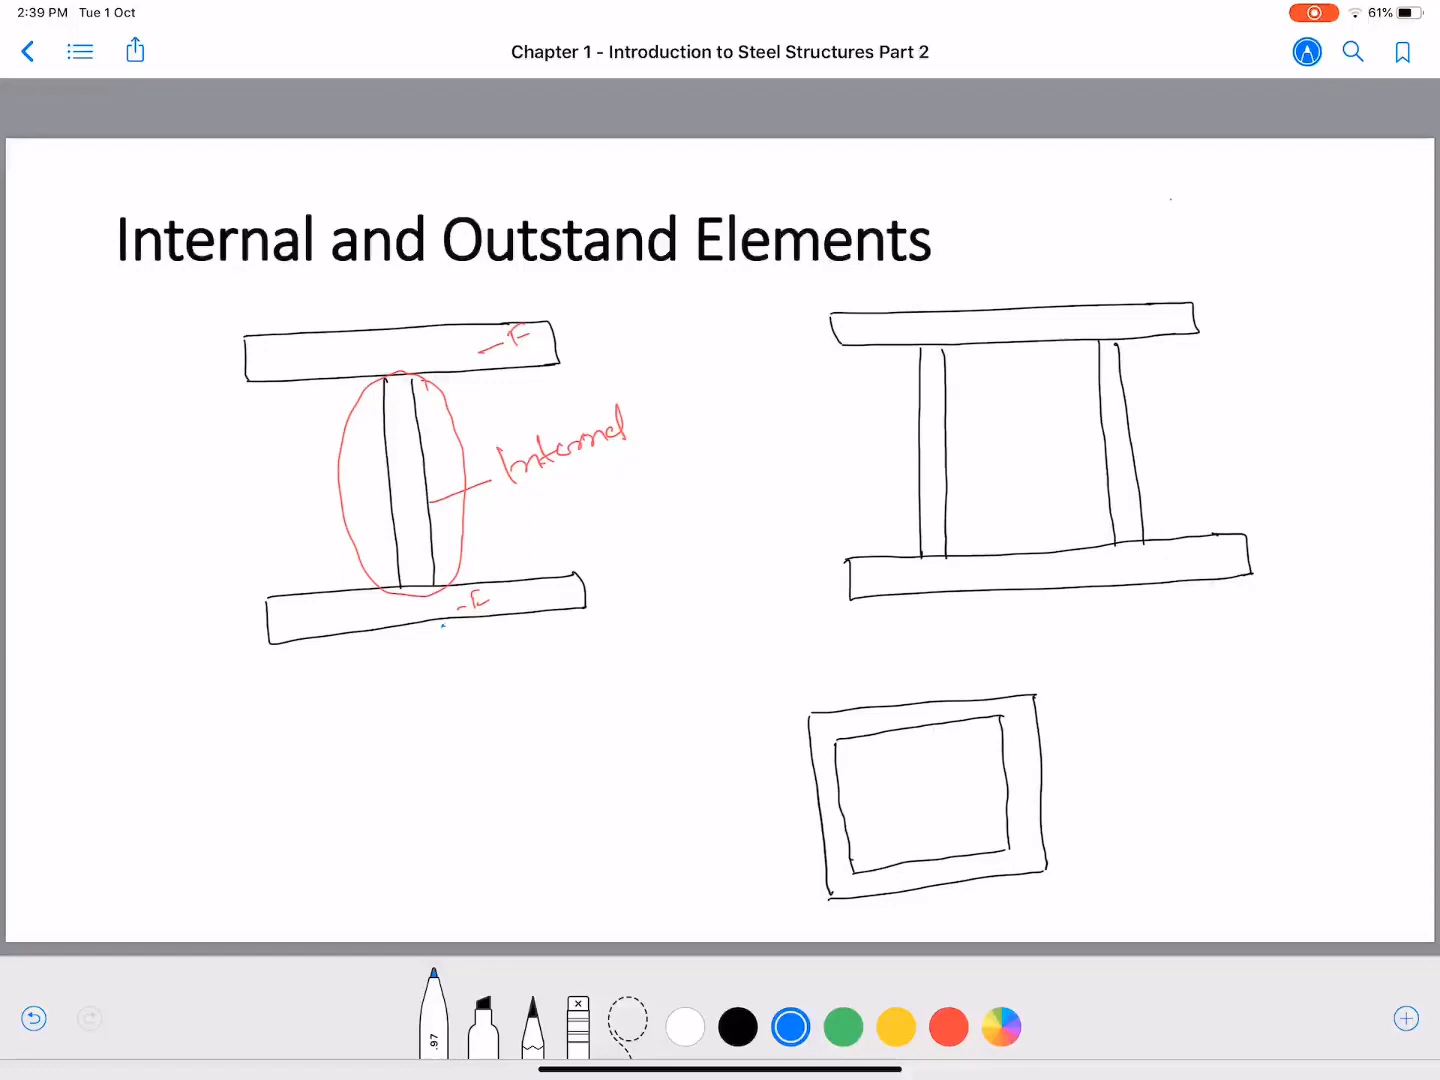 2:39 PM Tue 1 Oct
61%
Chapter 1 - Introduction to Steel Structures Part 2
Internal and Outstand Elements
- F
Internal
- F
.97